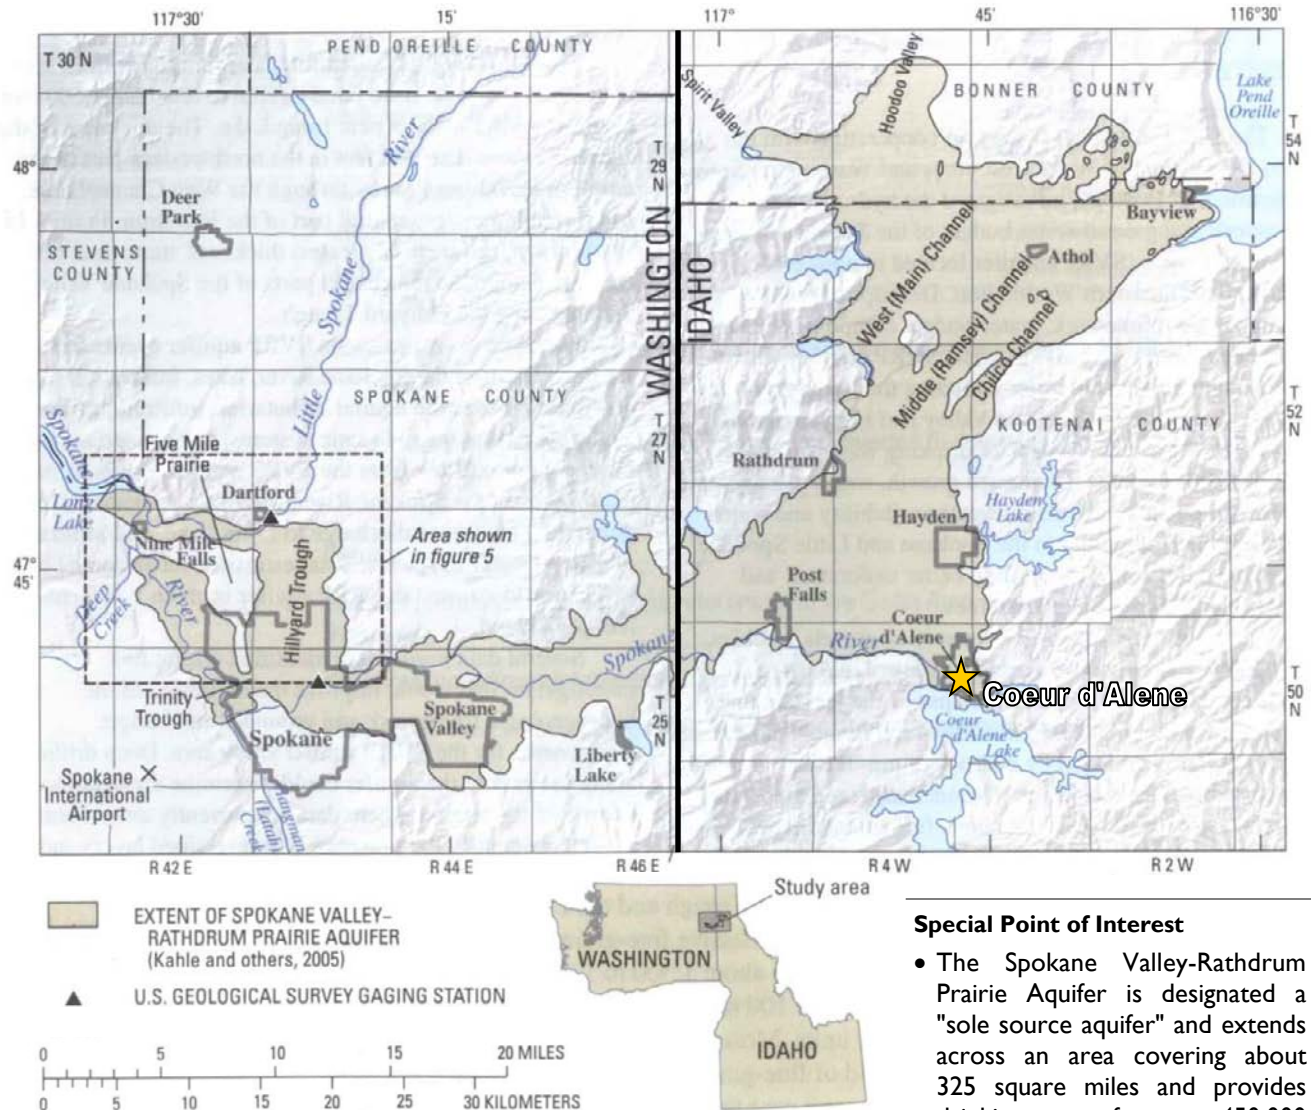 117°30'
15'
117°
45'
116°30'
T 30 N
PEND OREILLE COUNTY
Spirit Valley
Hoodoo Valley
BONNER COUNTY
Lake
Pend
Oreille
T
54
N
48°
T
29
N
River
Deer
Park
Bayview
STEVENS
COUNTY
WASHINGTON
IDAHO
West (Main) Channel
Athol
Spokane
Middle (Ramsey) Channel
Chilco Channel
Little
SPOKANE COUNTY
T
52
N
T
27
N
KOOTENAI COUNTY
Spokane
Five Mile
Prairie
Rathdrum
Long
Lake
Dartford
Hayden
Lake
Hayden
Area shown
in figure 5
Nine Mile
Falls
47°
45'
Hillyard Trough
Post
Falls
Deep
Creek
River
Coeur
d'Alene
Spokane
River
Coeur d'Alene
T
50
N
Trinity
Trough
Spokane
Valley
T
25
N
Coeur
d'Alene
Lake
Spokane
Liberty
Lake
Spokane
International
Airport
Hangman
(Latah)
Creek
R 42 E
R 44 E
R 46 E
R 4 W
R 2 W
EXTENT OF SPOKANE VALLEY–
RATHDRUM PRAIRIE AQUIFER
(Kahle and others, 2005)
U.S. GEOLOGICAL SURVEY GAGING STATION
0 5 10 15 20 MILES
0 5 10 15 20 25 30 KILOMETERS
Study area
WASHINGTON
IDAHO
Special Point of Interest
• The Spokane Valley-Rathdrum
Prairie Aquifer is designated a
"sole source aquifer" and extends
across an area covering about
325 square miles and provides